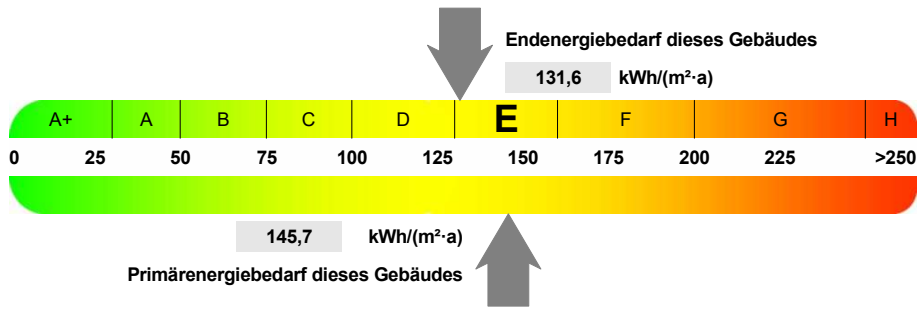 Endenergiebedarf dieses Gebäudes
131,6 kWh/(m²·a)
A+ A B C D E F G H
0 25 50 75 100 125 150 175 200 225 >250
145,7 kWh/(m²·a)
Primärenergiebedarf dieses Gebäudes